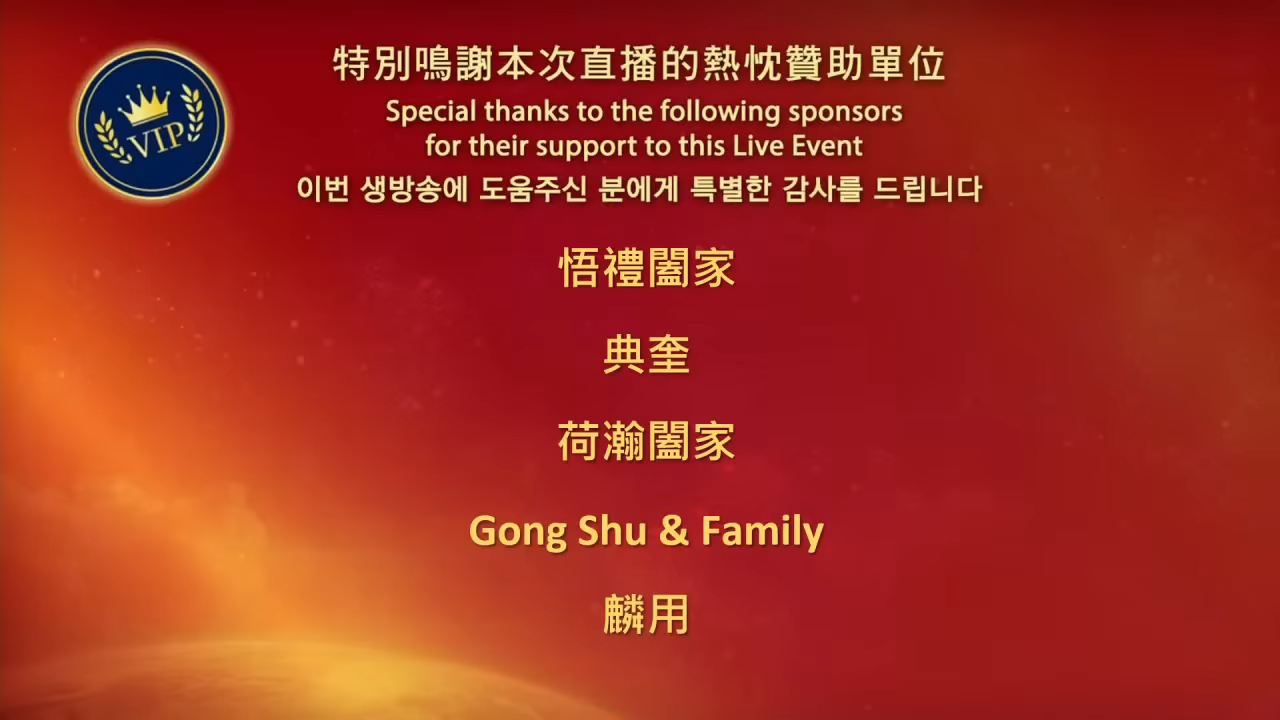 VIP
特別鳴謝本次直播的熱忱贊助單位
Special thanks to the following sponsors
for their support to this Live Event
이번 생방송에 도움주신 분에게 특별한 감사를 드립니다
悟禮闔家
典奎
荷瀚闔家
Gong Shu & Family
麟用